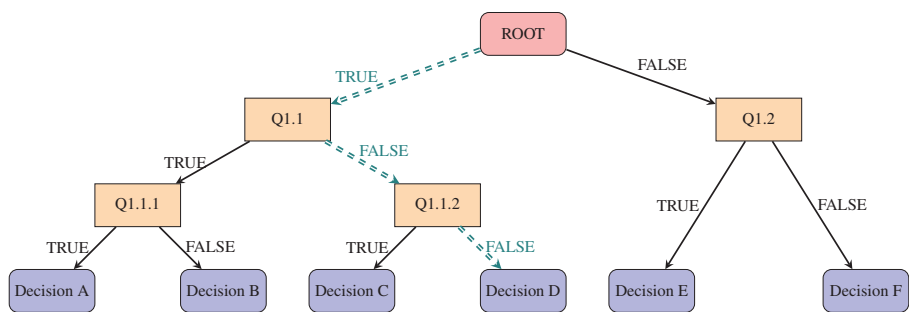 ROOT
TRUE
FALSE
Q1.1
Q1.2
TRUE
FALSE
Q1.1.1
Q1.1.2
TRUE
FALSE
TRUE
FALSE
TRUE
FALSE
Decision A
Decision B
Decision C
Decision D
Decision E
Decision F